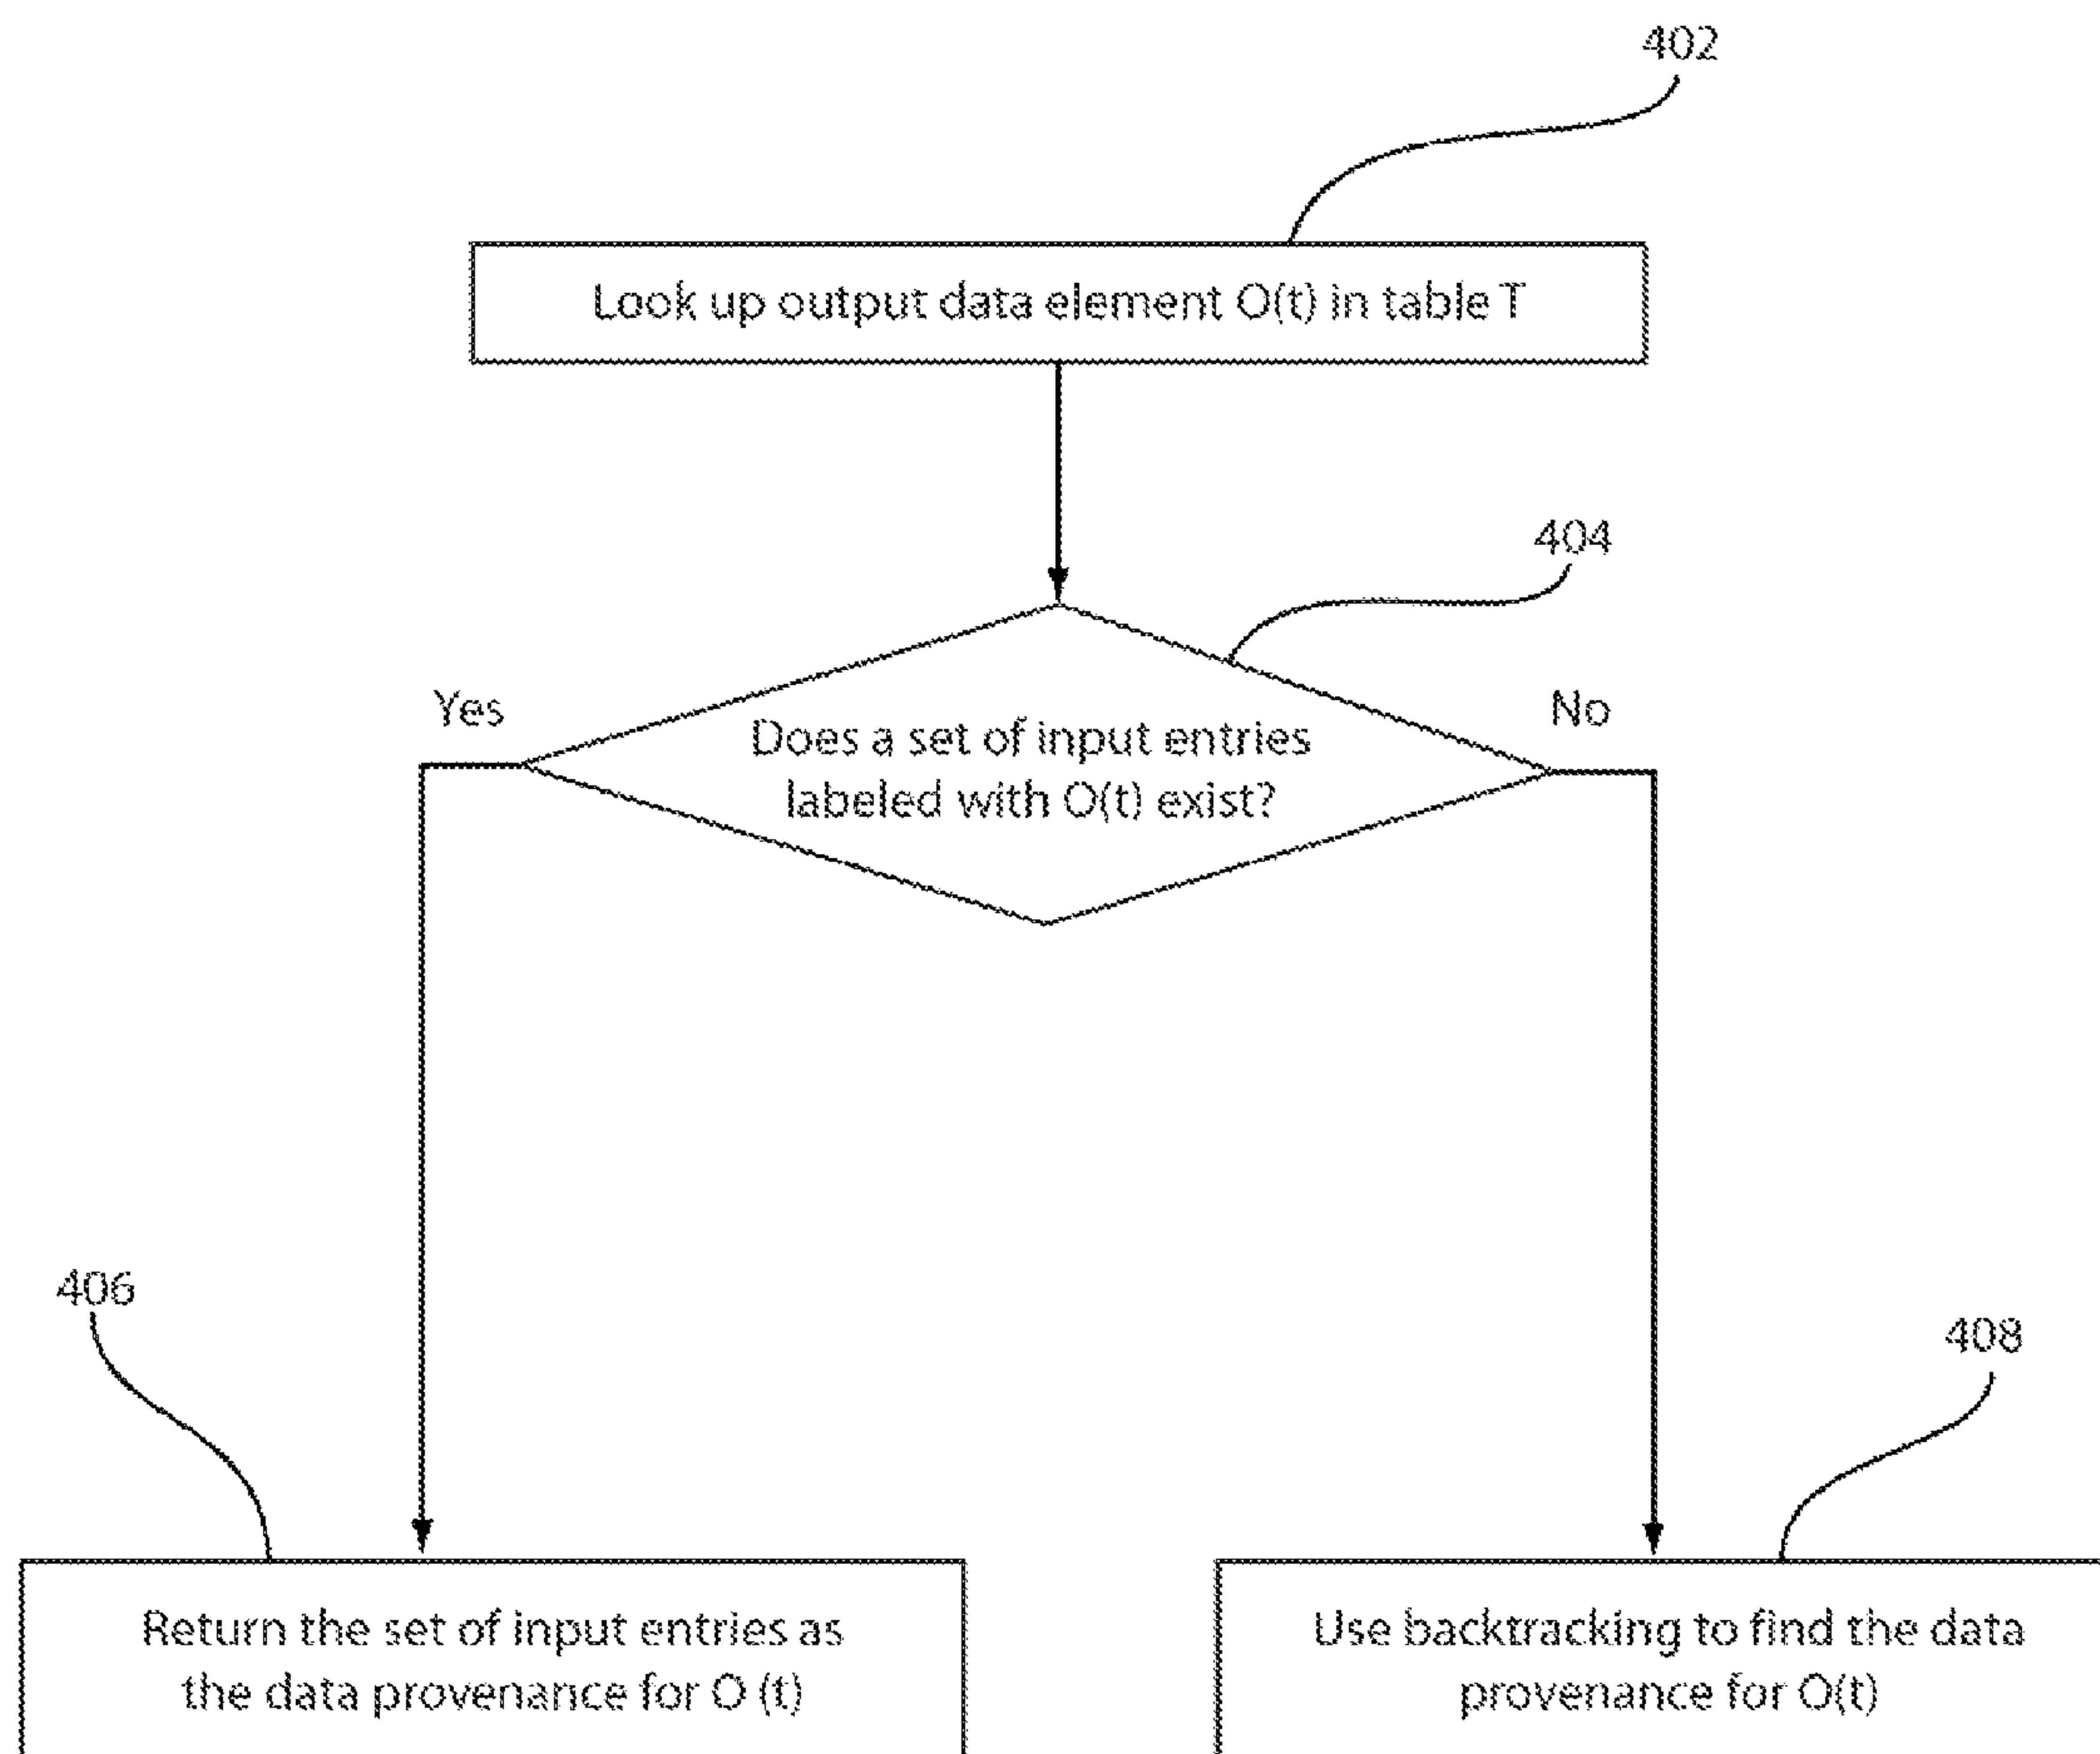 402
Look up output data element O(t) in table T
404
Yes
No
Does a set of input entries
labeled with O(t) exist?
406
408
Return the set of input entries as
the data provenance for O (t)
Use backtracking to find the data
provenance for O(t)